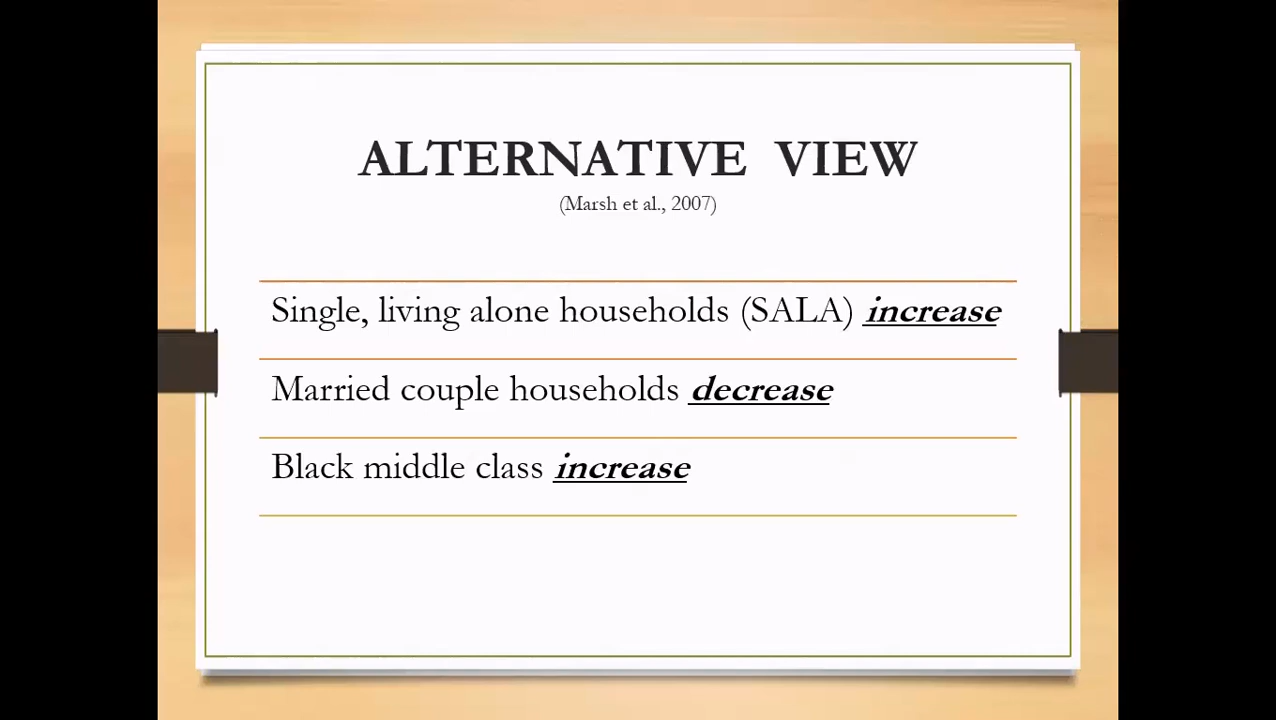 ALTERNATIVE VIEW
(Marsh et al., 2007)
Single, living alone households (SALA) increase
Married couple households decrease
Black middle class increase